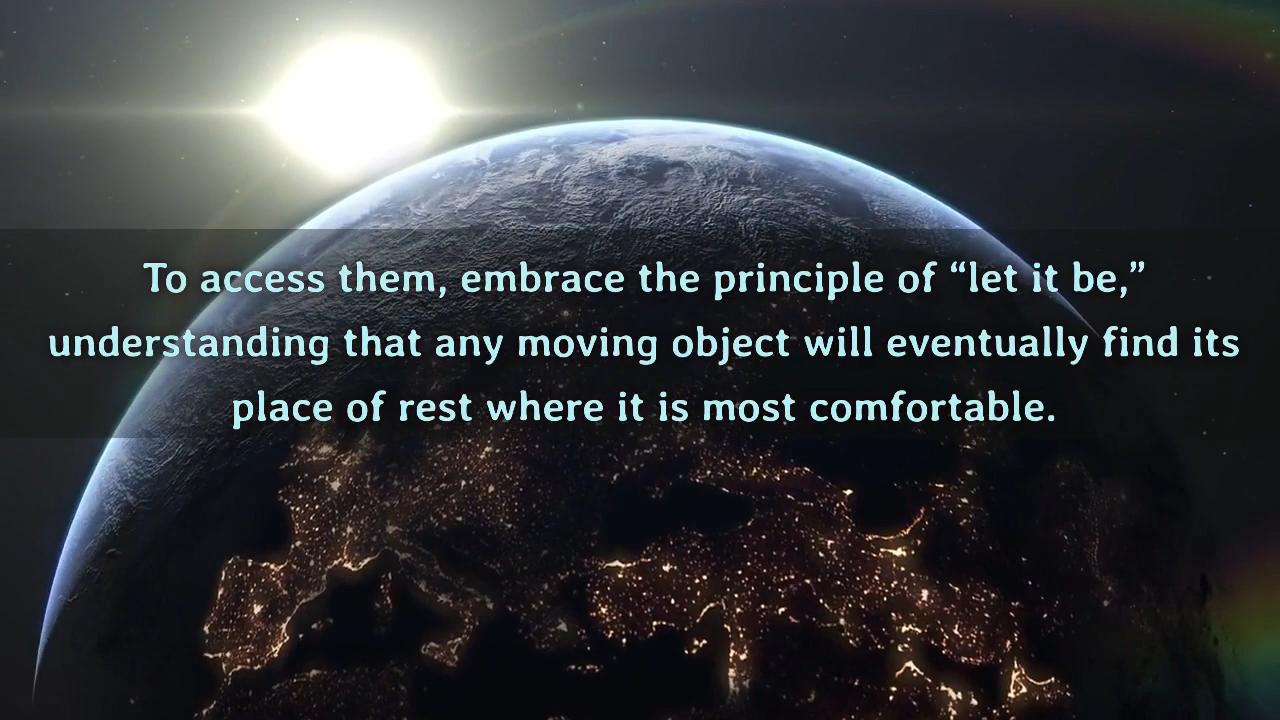 To access them, embrace the principle of “let it be,”
understanding that any moving object will eventually find its
place of rest where it is most comfortable.